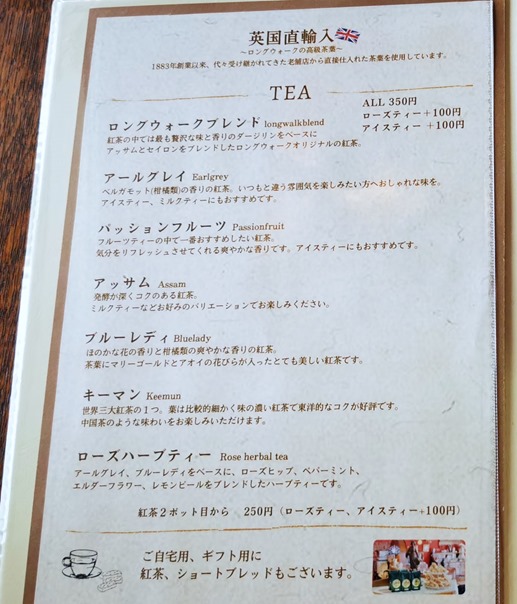 英国直輸入
～ロングウォークの高級茶葉～
1883年創業以来、代々受け継がれてきた老舗店から直接仕入れた茶葉を使用しています。
TEA
ALL 350円
ローズティー＋100円
アイスティー ＋100円
ロングウォークブレンド longwalkblend
紅茶の中では最も贅沢な味と香りのダージリンをベースに
アッサムとセイロンをブレンドしたロングウォークオリジナルの紅茶。
アールグレイ Earlgrey
ベルガモット(柑橘類)の香りの紅茶。いつもと違う雰囲気を楽しみたい方へおしゃれな味を。
アイスティー、ミルクティーにもおすすめです。
パッションフルーツ Passionfruit
フルーツティーの中で一番おすすめしたい紅茶。
気分をリフレッシュさせてくれる爽やかな香りです。アイスティーにもおすすめです。
アッサム Assam
発酵が深くコクのある紅茶。
ミルクティーなどお好みのバリエーションでお楽しみください。
ブルーレディ Bluelady
ほのかな花の香りと柑橘類の爽やかな香りの紅茶。
茶葉にマリーゴールドとアオイの花びらが入ったとても美しい紅茶です。
キーマン Keemun
世界三大紅茶の１つ。葉は比較的細かく味の濃い紅茶で東洋的なコクが好評です。
中国茶のような味わいをお楽しみいただけます。
ローズハーブティー Rose herbal tea
アールグレイ、ブルーレディをベースに、ローズヒップ、ペパーミント、
エルダーフラワー、レモンピールをブレンドしたハーブティーです。
紅茶２ポット目から 250円（ローズティー、アイスティー+100円）
ご自宅用、ギフト用に
紅茶、ショートブレッドもございます。